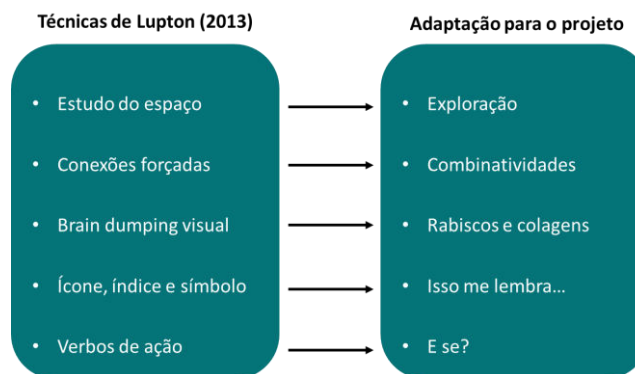 Técnicas de Lupton (2013)
Adaptação para o projeto
• Estudo do espaço
• Exploração
• Conexões forçadas
• Combinatividades
• Brain dumping visual
• Rabiscos e colagens
• Ícone, índice e símbolo
• Isso me lembra...
• Verbos de ação
• E se?